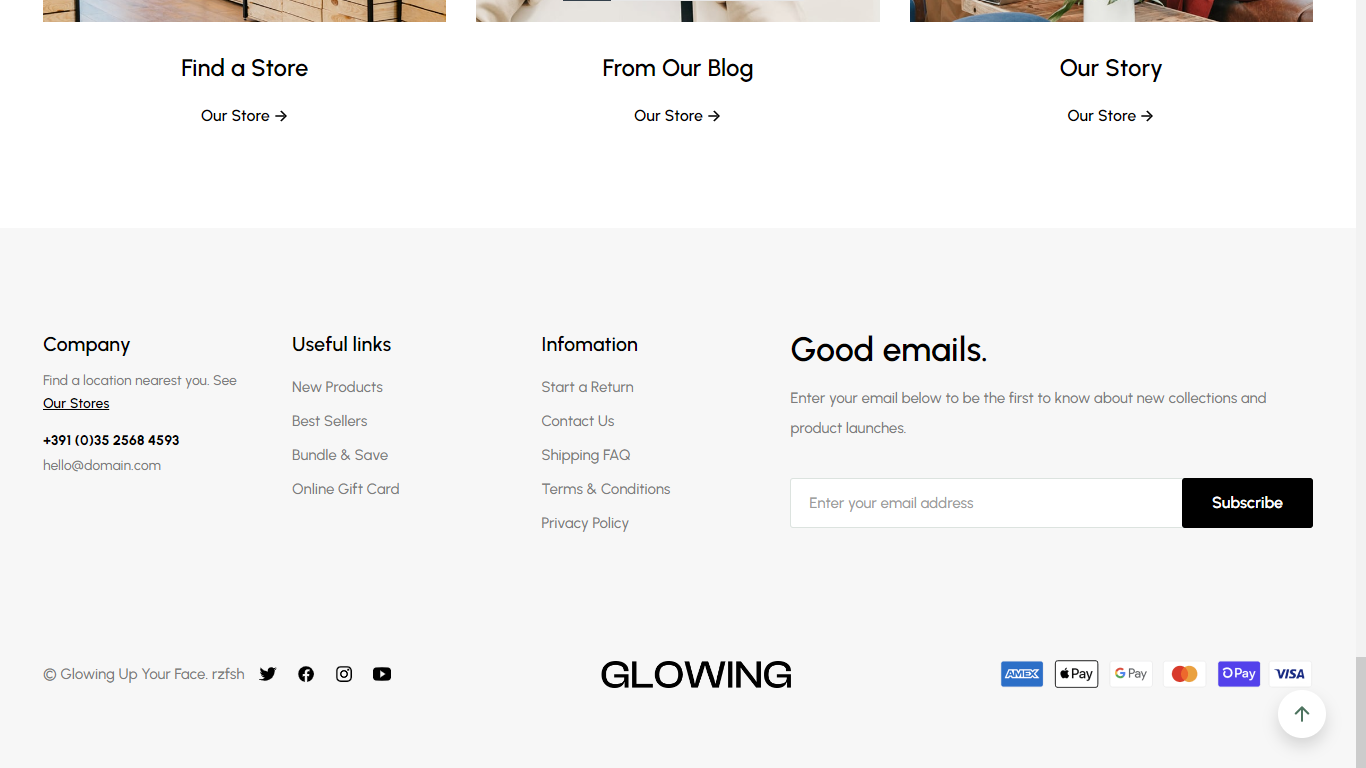 Find a Store
From Our Blog
Our Story
Our Store →
Our Store →
Our Store →
Company
Find a location nearest you. See
Our Stores
+391 (0)35 2568 4593
hello@domain.com
Useful links
New Products
Best Sellers
Bundle & Save
Online Gift Card
Infomation
Start a Return
Contact Us
Shipping FAQ
Terms & Conditions
Privacy Policy
Good emails.
Enter your email below to be the first to know about new collections and
product launches.
Enter your email address
Subscribe
© Glowing Up Your Face. rzfsh
GLOWING
AMEX
Pay
G Pay
Pay
VISA